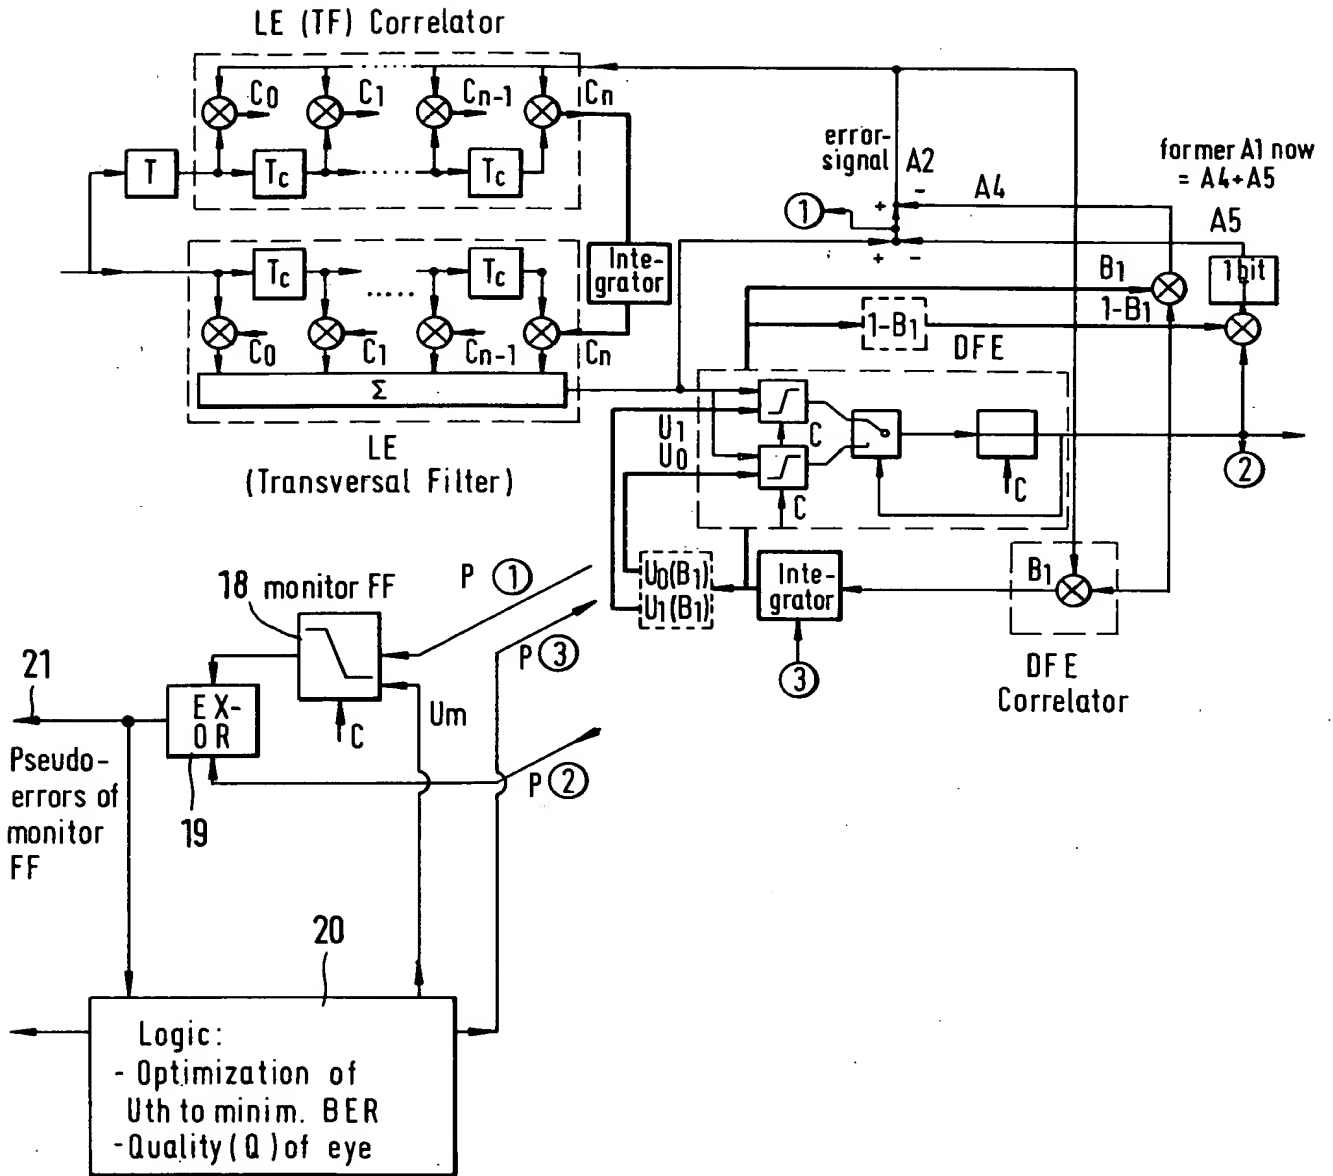 LE (TF) Correlator
C0 C1 Cn-1 Cn
T
Tc Tc
error-
signal A2
former A1 now
= A4+A5
- A4
+
1
A5
+ -
Tc Tc
.....
Inte-
grator
B1
1-B1
1 bit
1-B1
DFE
C0 C1 Cn-1 Cn
Σ
LE
(Transversal Filter)
U1
U0
C
C
C
2
U0(B1)
U1(B1)
Inte-
grator
B1
3
DFE
Correlator
18 monitor FF
P 1
P 3
21
EX-
OR
C
Um
P 2
Pseudo-
errors of
monitor
FF
19
20
Logic:
- Optimization of
Uth to minim. BER
-Quality (Q) of eye